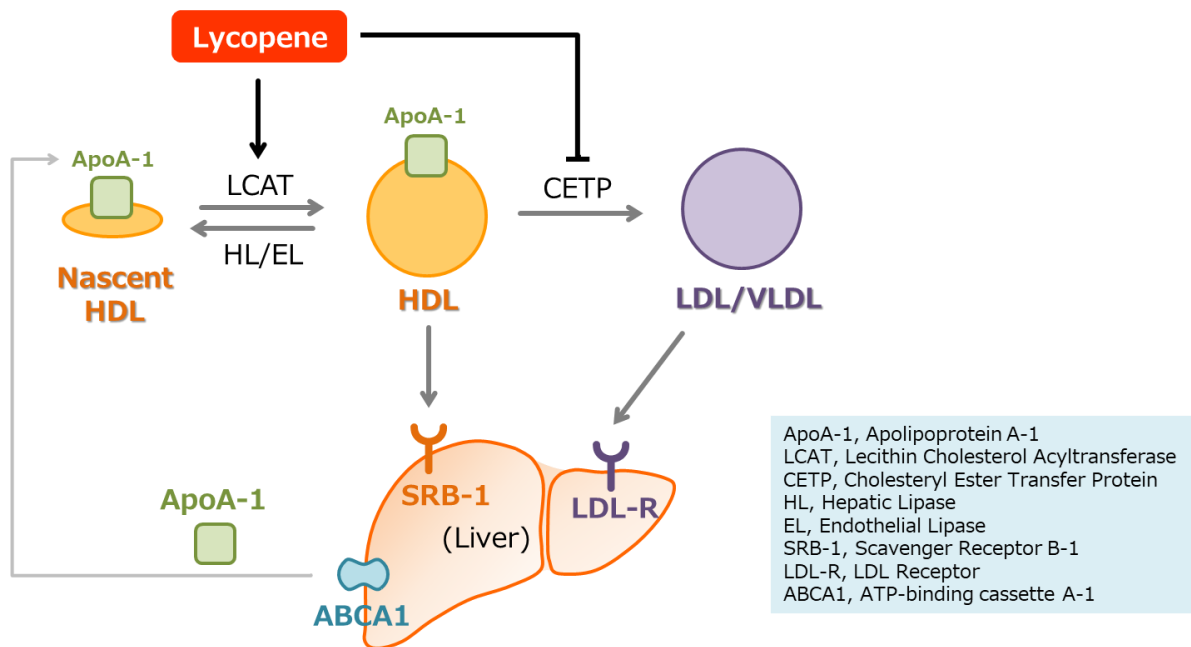 Lycopene
ApoA-1
ApoA-1
LCAT
CETP
HL/EL
Nascent
HDL
HDL
LDL/VLDL
SRB-1
LDL-R
ApoA-1
(Liver)
ABCA1
ApoA-1, Apolipoprotein A-1
LCAT, Lecithin Cholesterol Acyltransferase
CETP, Cholesteryl Ester Transfer Protein
HL, Hepatic Lipase
EL, Endothelial Lipase
SRB-1, Scavenger Receptor B-1
LDL-R, LDL Receptor
ABCA1, ATP-binding cassette A-1